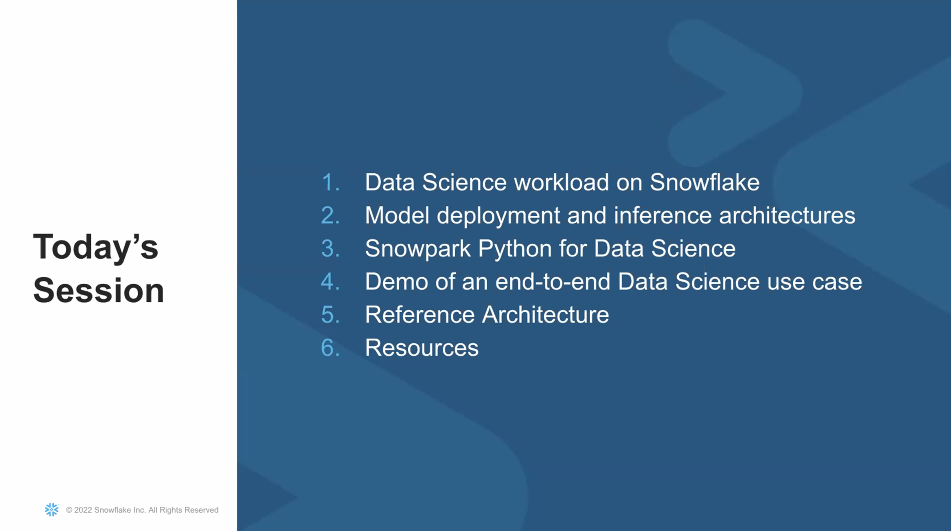 Today’s
Session
1. Data Science workload on Snowflake
2. Model deployment and inference architectures
3. Snowpark Python for Data Science
4. Demo of an end-to-end Data Science use case
5. Reference Architecture
6. Resources
© 2022 Snowflake Inc. All Rights Reserved